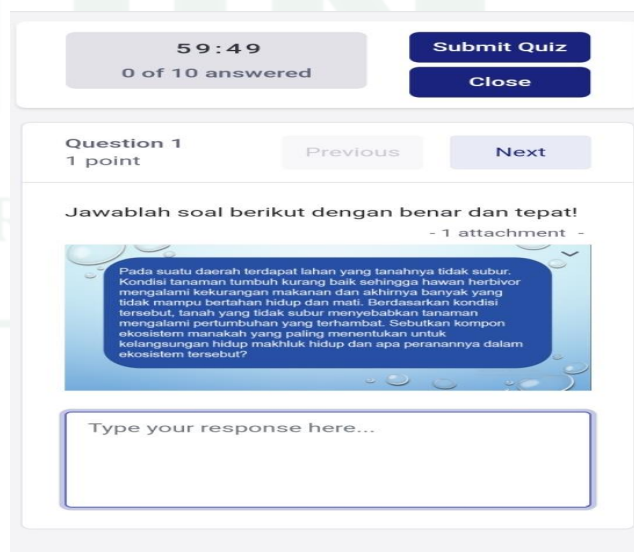 59:49
0 of 10 answered
Submit Quiz
Close
Question 1
1 point
Previous
Next
Jawablah soal berikut dengan benar dan tepat!
- 1 attachment -
Pada suatu daerah terdapat lahan yang tanahnya tidak subur.
Kondisi tanaman tumbuh kurang baik sehingga hawan herbivor
mengalami kekurangan makanan dan akhirnya banyak yang
tidak mampu bertahan hidup dan mati. Berdasarkan kondisi
tersebut, tanah yang tidak subur menyebabkan tanaman
mengalami pertumbuhan yang terhambat. Sebutkan kompon
ekosistem manakah yang paling menentukan untuk
kelangsungan hidup makhluk hidup dan apa peranannya dalam
ekosistem tersebut?
Type your response here...